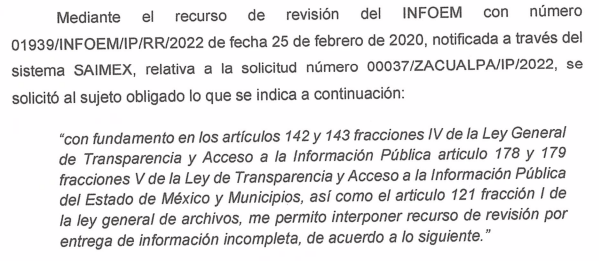 Mediante el recurso de revisión del INFOEM con número
01939/INFOEM/IP/RR/2022 de fecha 25 de febrero de 2020, notificada a través del
sistema SAIMEX, relativa a la solicitud número 00037/ZACUALPA/IP/2022, se
solicitó al sujeto obligado lo que se indica a continuación:
“con fundamento en los artículos 142 y 143 fracciones IV de la Ley General
de Transparencia y Acceso a la Información Pública articulo 178 y 179
fracciones V de la Ley de Transparencia y Acceso a la Información Pública
del Estado de México y Municipios, así como el articulo 121 fracción I de
la ley general de archivos, me permito interponer recurso de revisión por
entrega de información incompleta, de acuerdo a lo siguiente.”